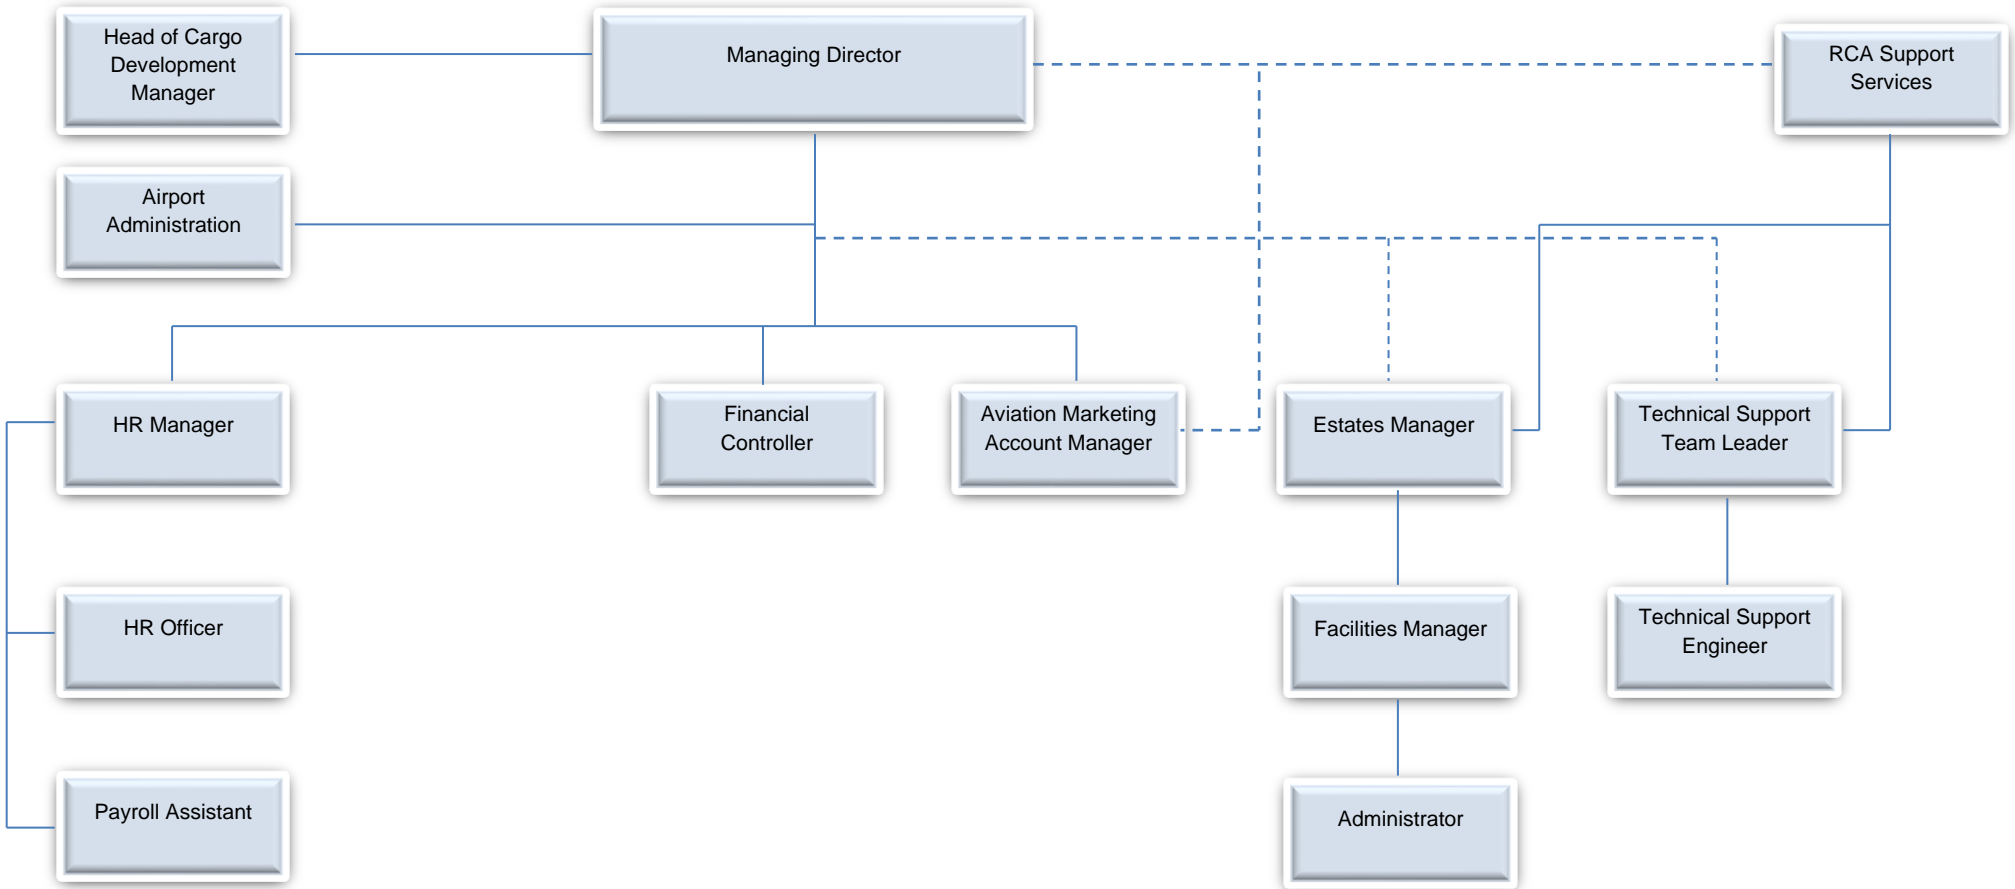 Head of Cargo
Development
Manager
Managing Director
RCA Support
Services
Airport
Administration
HR Manager
Financial
Controller
Aviation Marketing
Account Manager
Estates Manager
Technical Support
Team Leader
HR Officer
Facilities Manager
Technical Support
Engineer
Payroll Assistant
Administrator